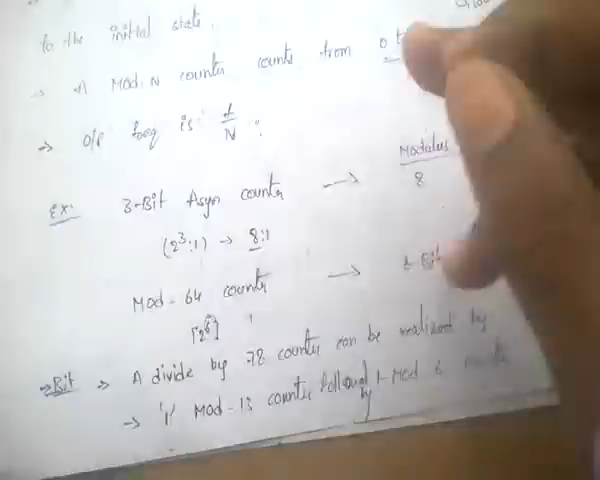 to the initial state.
→ A Mod-N counter counts from 0 t
→ O/P freq is f/N.
Modulus
Ex: 3-Bit Asyn counter → 8
(2³:1) → 8:1
Mod-64 counter → Bit
[2⁶]
→ Bit → A divide by 78 counter can be realized by
→ '1' Mod-13 counter followed by 1-Mod 6 counter